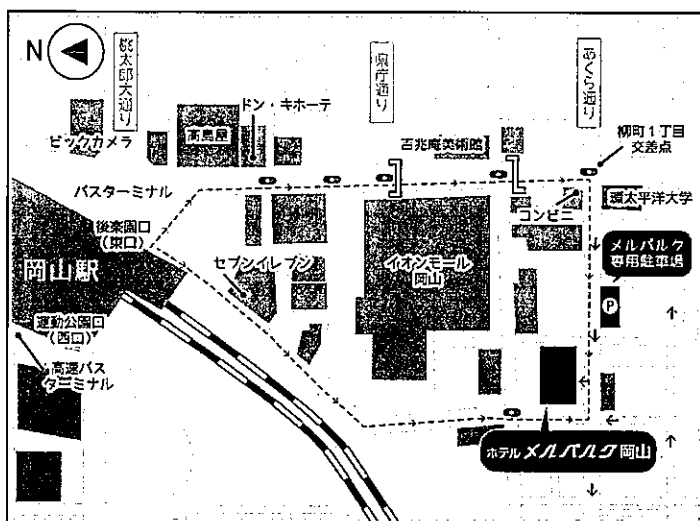 N
桃太郎大通り
県庁通り
あくら通り
ドン・キホーテ
ビックカメラ
高島屋
吉兆庵美術館
柳町1丁目
交差点
バスターミナル
後楽園口
(東口)
コンビニ
環太平洋大学
岡山駅
セブンイレブン
イオンモール
岡山
メルパルク
専用駐車場
P
運動公園口
(西口)
高速バス
ターミナル
ホテル メルパルク 岡山